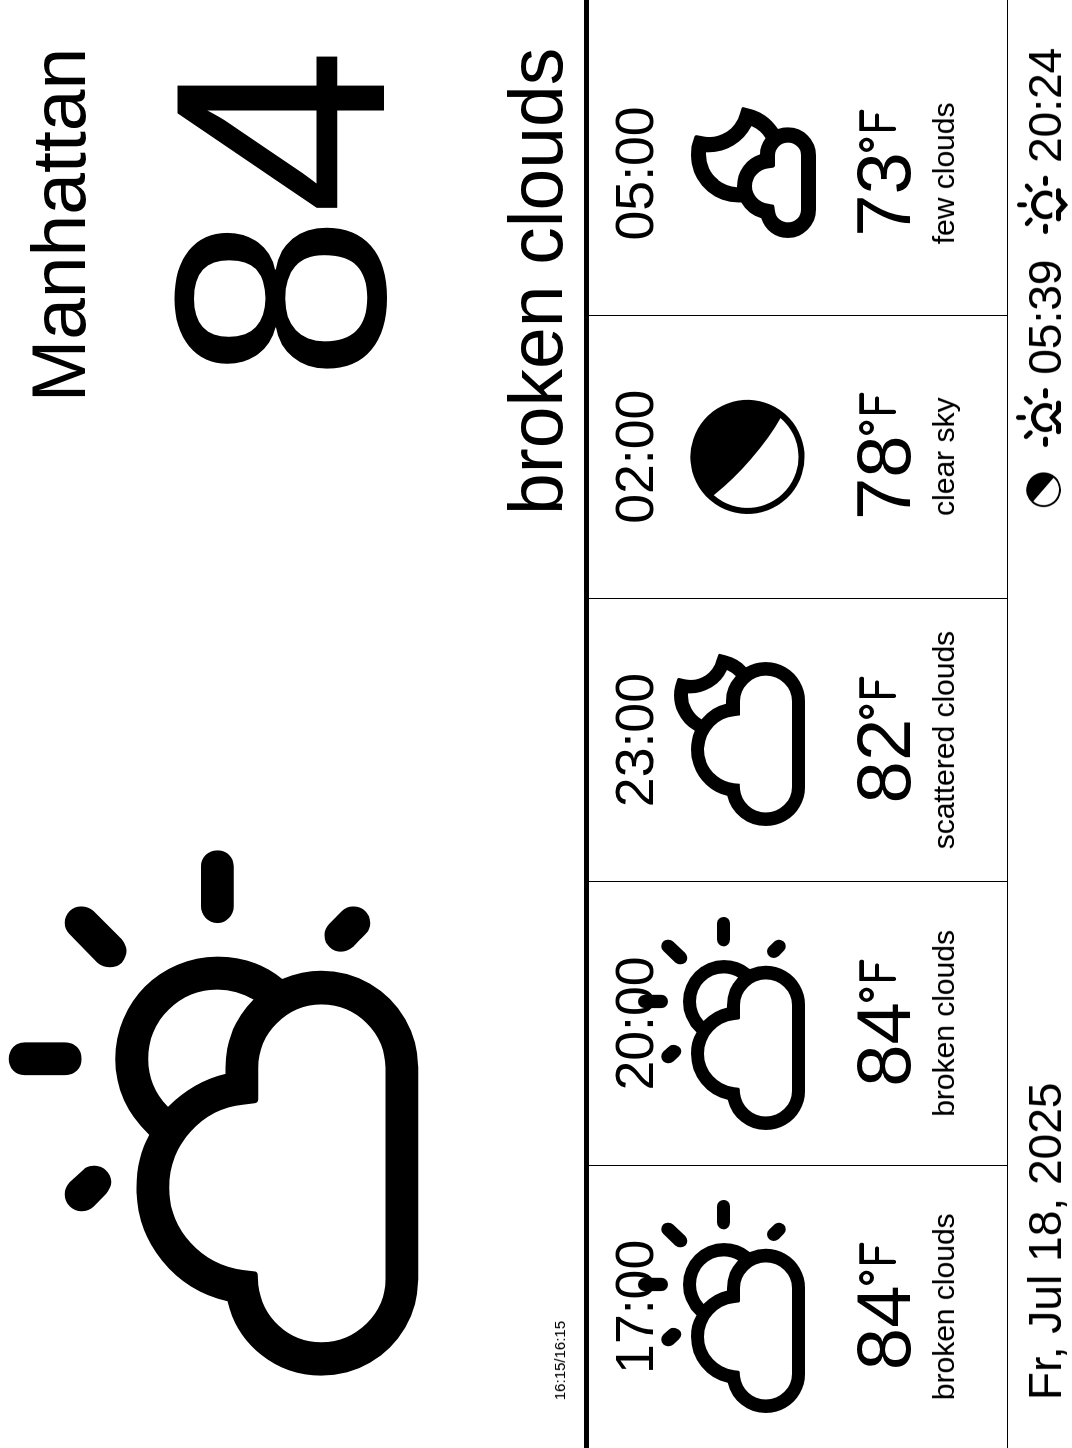 Manhattan
84
broken clouds
16:15/16:15
17:00 20:00 23:00 02:00 05:00
84°F 84°F 82°F 78°F 73°F
broken clouds broken clouds scattered clouds clear sky few clouds
Fr, Jul 18, 2025 05:39 20:24